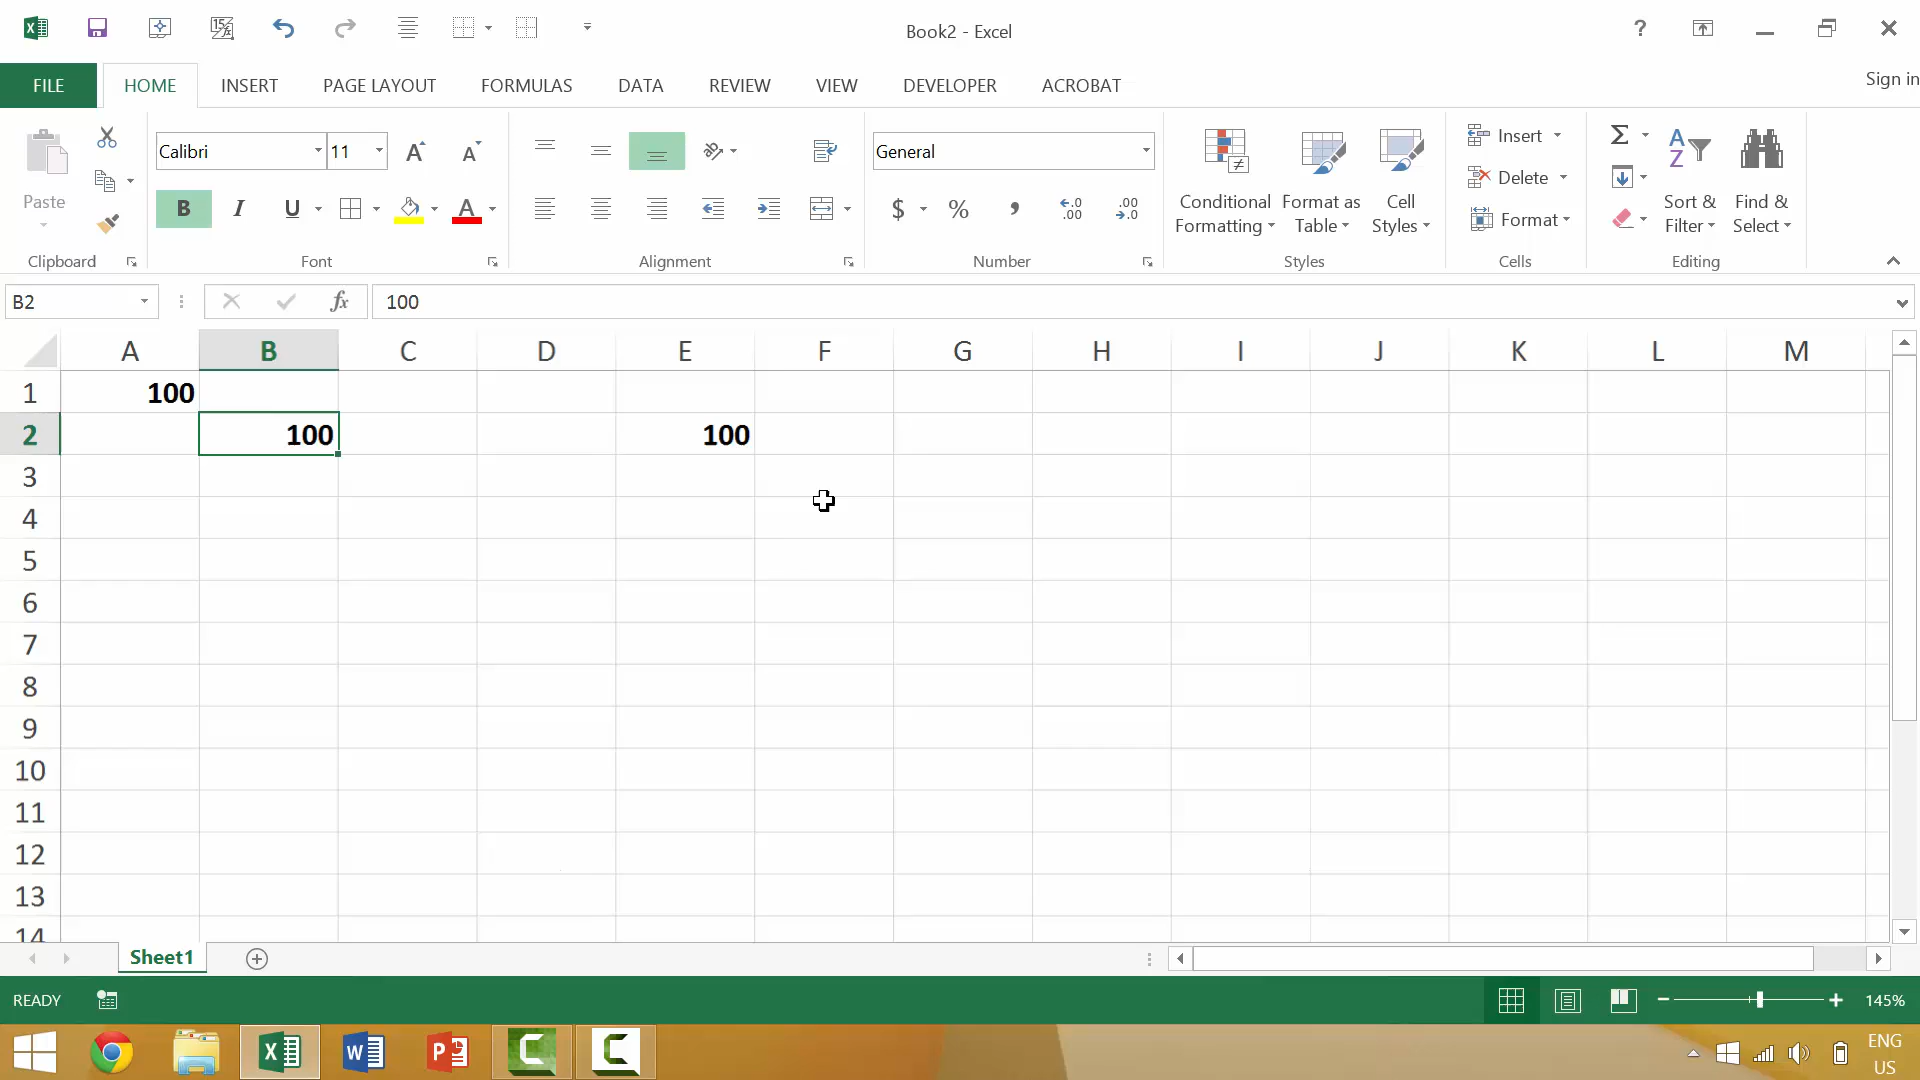 Book2 - Excel
?
FILE HOME INSERT PAGE LAYOUT FORMULAS DATA REVIEW VIEW DEVELOPER ACROBAT Sign in
Paste
Calibri 11 A A
B I U A
General
$ % , .00 .00
Conditional Formatting
Format as Table
Cell Styles
Insert
Delete
Format
Σ
Sort & Filter
Find & Select
Clipboard Font Alignment Number Styles Cells Editing
B2 fx 100
A B C D E F G H I J K L M
1 100
2 100 100
3
4
5
6
7
8
9
10
11
12
13
14
Sheet1
READY 145%
ENG
US